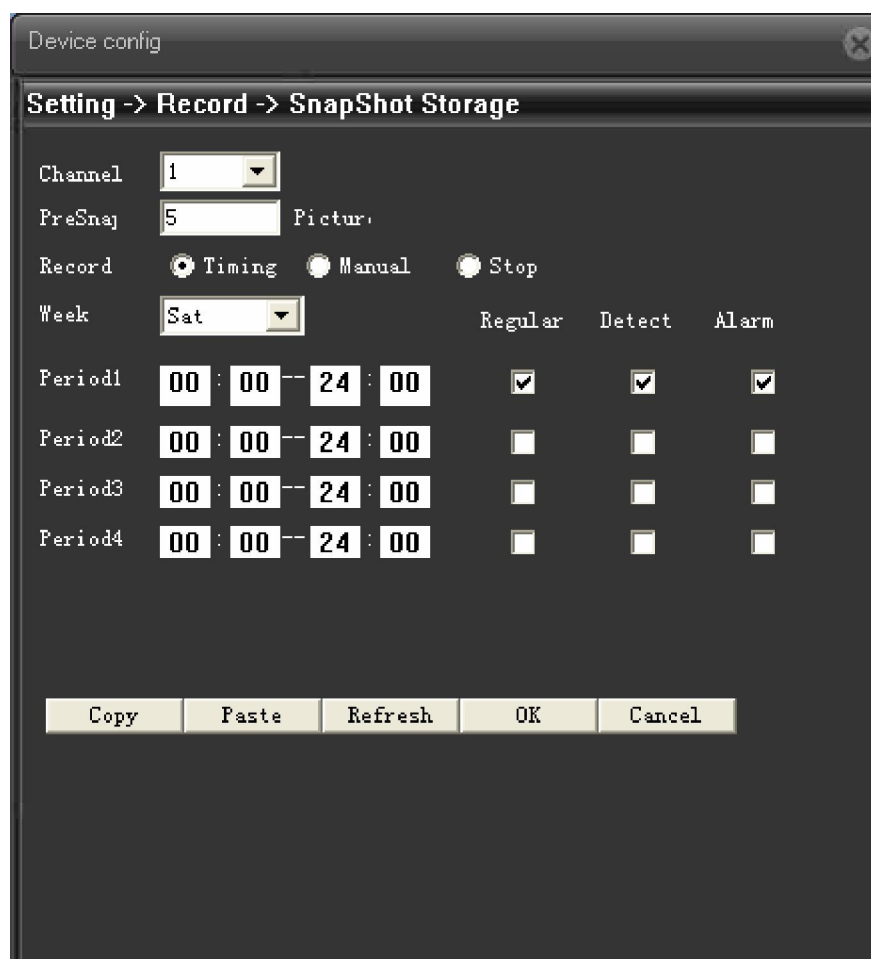 Device config
Setting -> Record -> SnapShot Storage
Channel 1
PreSnap 5 Pictur
Record Timing Manual Stop
Week Sat Regular Detect Alarm
Period1 00 : 00 -- 24 : 00
Period2 00 : 00 -- 24 : 00
Period3 00 : 00 -- 24 : 00
Period4 00 : 00 -- 24 : 00
Copy Paste Refresh OK Cancel